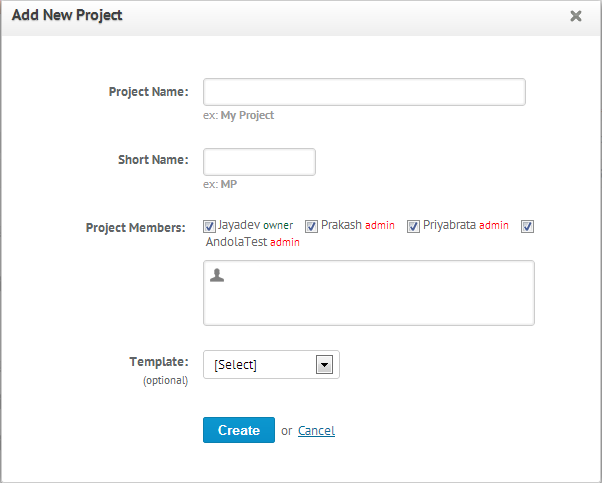 Add New Project
Project Name:
ex: My Project
Short Name:
ex: MP
Project Members: Jayadev owner Prakash admin Priyabrata admin
AndolaTest admin
Template: [Select]
(optional)
Create or Cancel